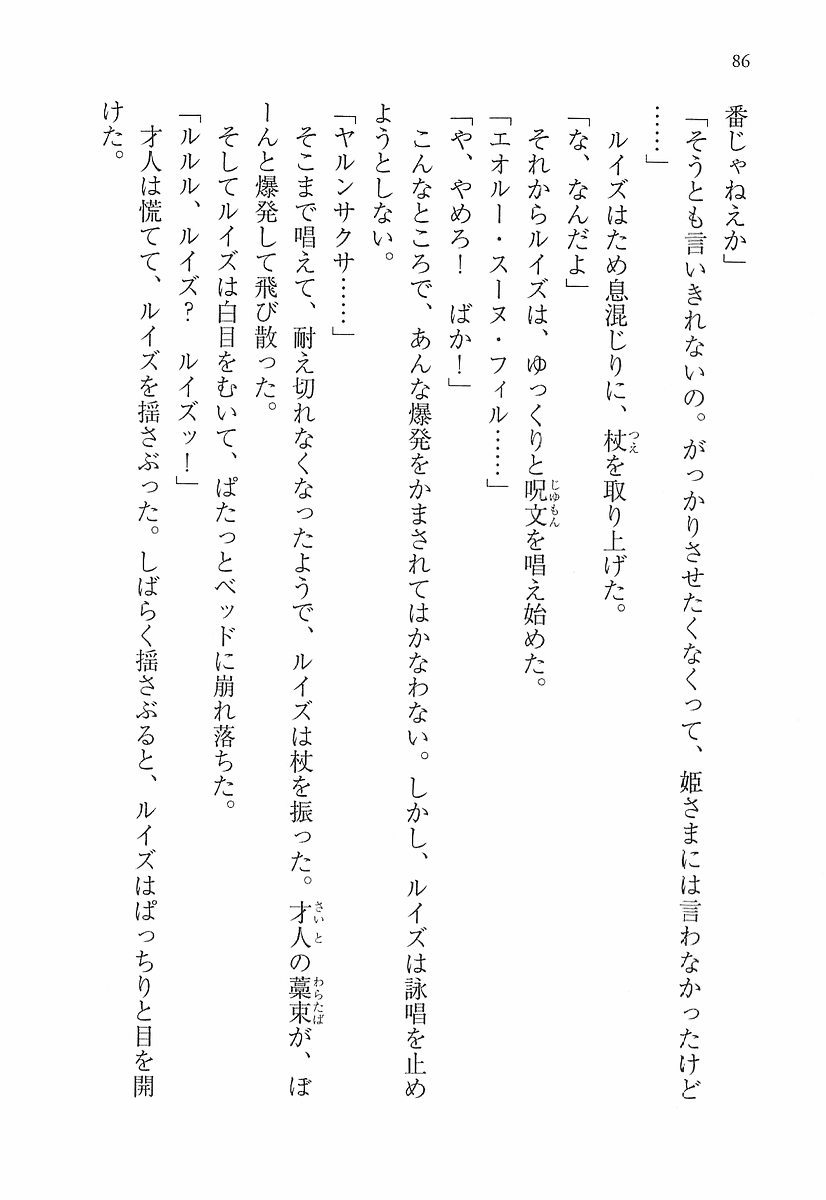 86
番じゃねえか」
「そうとも言いきれないの。がっかりさせたくなくって、姫さまには言わなかったけど
……」
ルイズはため息混じりに、杖を取り上げた。
「な、なんだよ」
それからルイズは、ゆっくりと呪文を唱え始めた。
「エオルー・スーヌ・フィル……」
「や、やめろ！　ばか！」
こんなところで、あんな爆発をかまされてはかなわない。しかし、ルイズは詠唱を止め
ようとしない。
「ヤルンサクサ……」
そこまで唱えて、耐え切れなくなったようで、ルイズは杖を振った。才人の藁束が、ぼ
ーんと爆発して飛び散った。
そしてルイズは白目をむいて、ぱたっとベッドに崩れ落ちた。
「ルルル、ルイズ？　ルイズッ！」
才人は慌てて、ルイズを揺さぶった。しばらく揺さぶると、ルイズはぱっちりと目を開
けた。